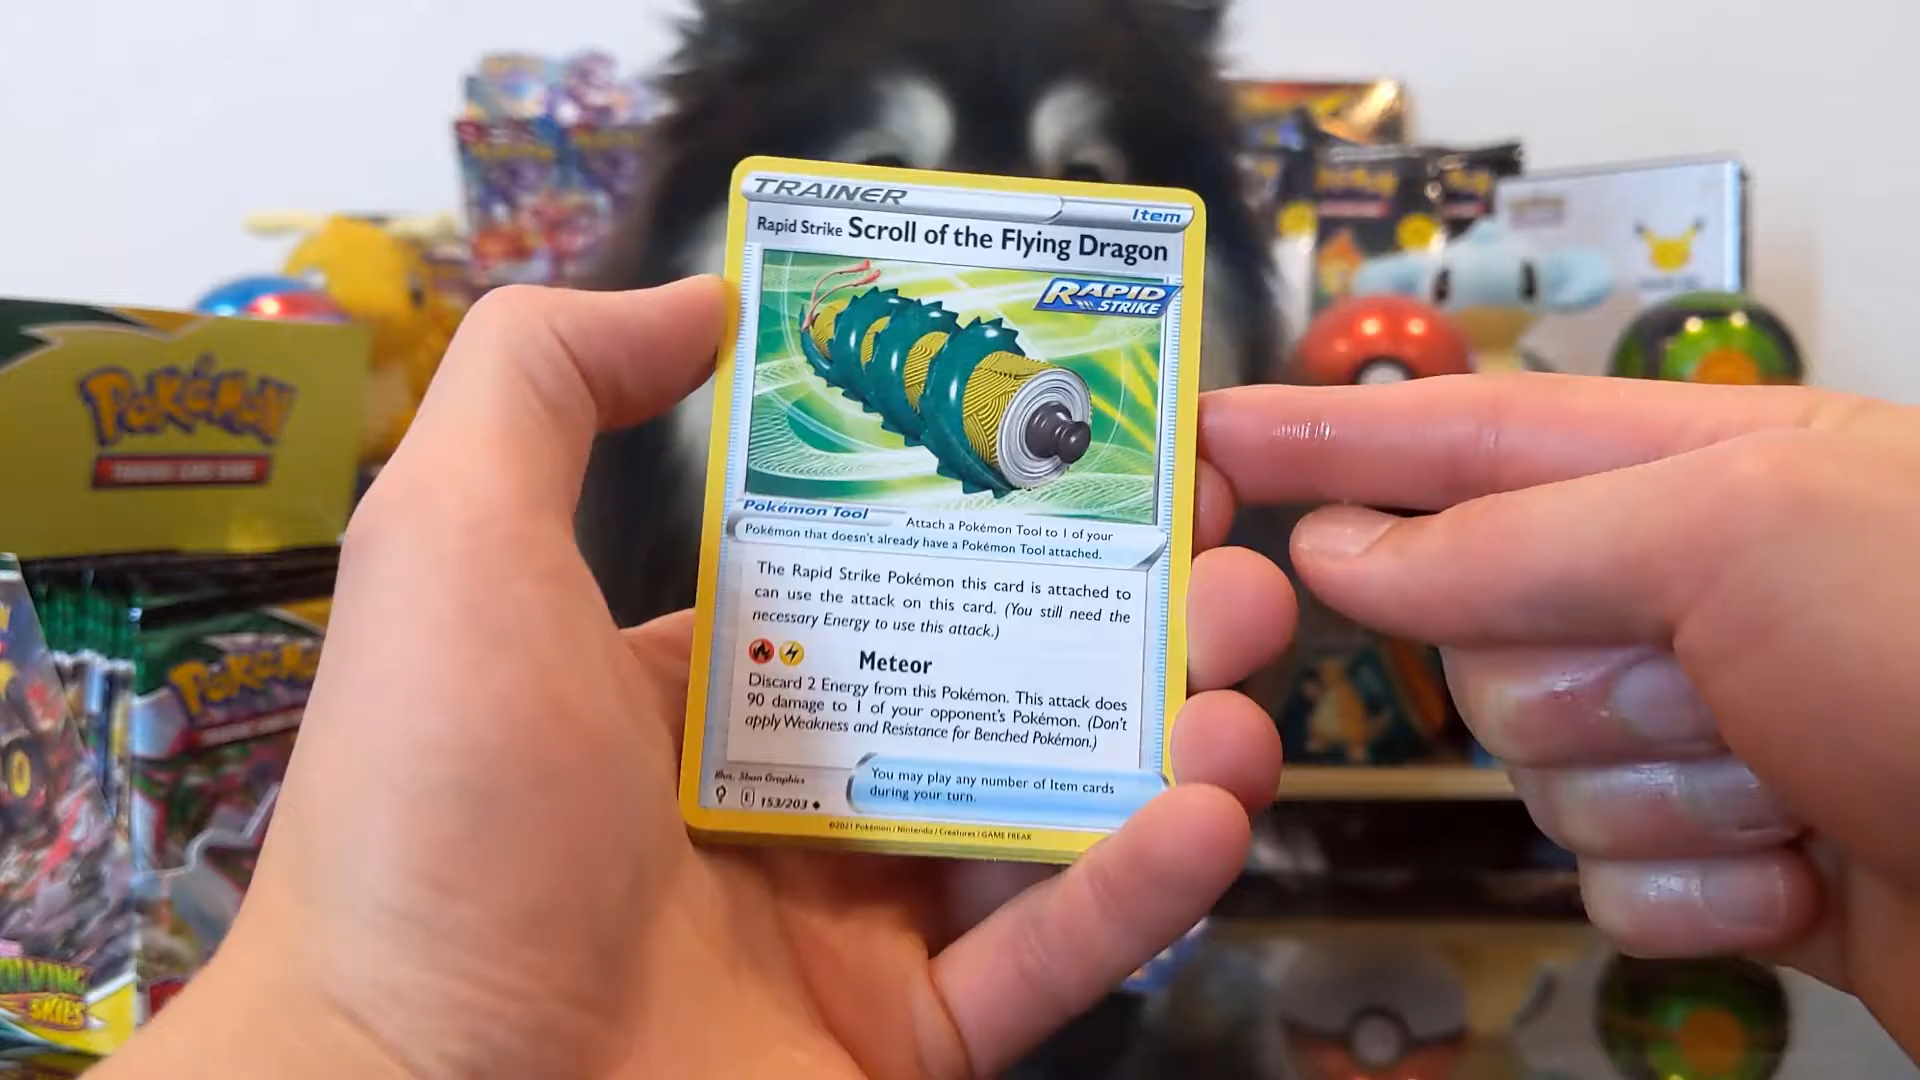 TRAINER
Item
Rapid Strike Scroll of the Flying Dragon
RAPID
STRIKE
Pokémon Tool
Attach a Pokémon Tool to 1 of your
Pokémon that doesn't already have a Pokémon Tool attached.
The Rapid Strike Pokémon this card is attached to
can use the attack on this card. (You still need the
necessary Energy to use this attack.)
Meteor
Discard 2 Energy from this Pokémon. This attack does
90 damage to 1 of your opponent's Pokémon. (Don't
apply Weakness and Resistance for Benched Pokémon.)
You may play any number of Item cards
during your turn.
Illus. Shan Graphics
E 153/203
©2021 Pokémon / Nintendo / Creatures / GAME FREAK
POKéMON
TRADING CARD GAME
POKéMON
SKIES